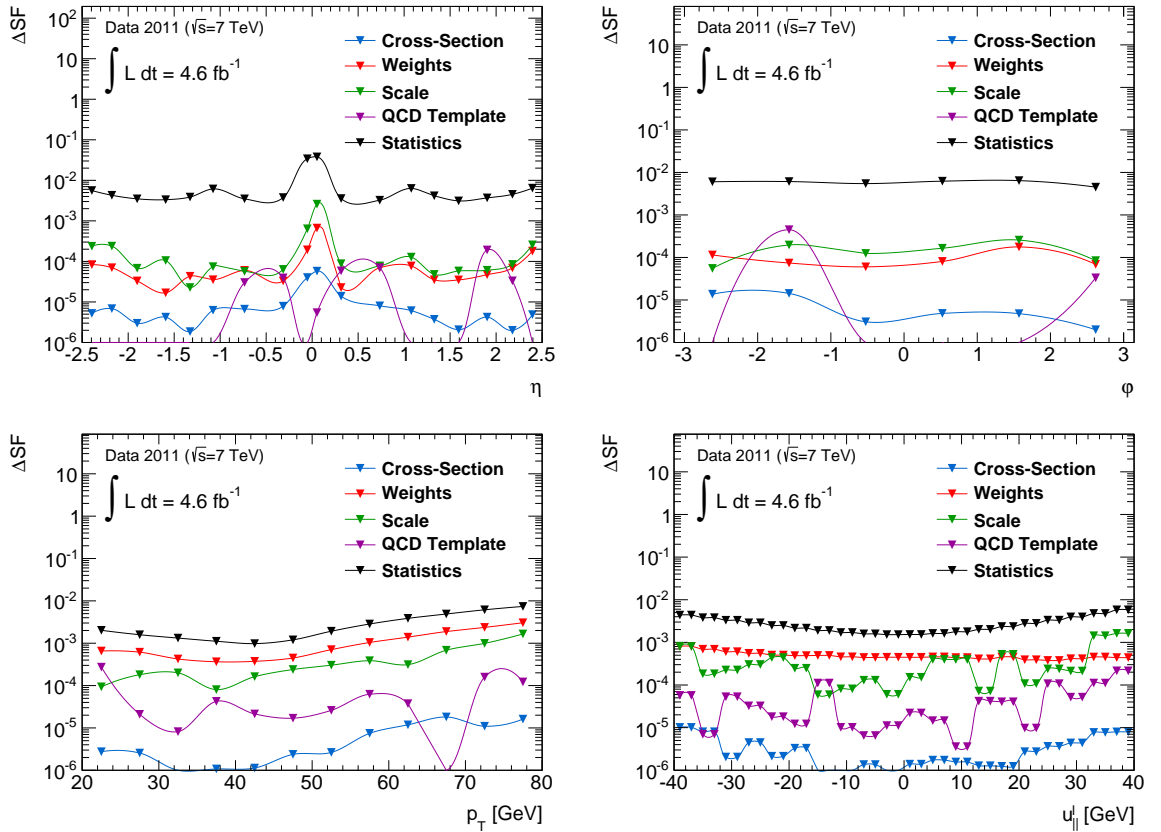 ΔSF
10²
10
1
10⁻¹
10⁻²
10⁻³
10⁻⁴
10⁻⁵
10⁻⁶
Data 2011 (√s=7 TeV)
∫ L dt = 4.6 fb⁻¹
Cross-Section
Weights
Scale
QCD Template
Statistics
-2.5 -2 -1.5 -1 -0.5 0 0.5 1 1.5 2 2.5
η
ΔSF
10
1
10⁻¹
10⁻²
10⁻³
10⁻⁴
10⁻⁵
10⁻⁶
Data 2011 (√s=7 TeV)
∫ L dt = 4.6 fb⁻¹
Cross-Section
Weights
Scale
QCD Template
Statistics
-3 -2 -1 0 1 2 3
φ
ΔSF
10
1
10⁻¹
10⁻²
10⁻³
10⁻⁴
10⁻⁵
10⁻⁶
Data 2011 (√s=7 TeV)
∫ L dt = 4.6 fb⁻¹
Cross-Section
Weights
Scale
QCD Template
Statistics
20 30 40 50 60 70 80
p_T [GeV]
ΔSF
10
1
10⁻¹
10⁻²
10⁻³
10⁻⁴
10⁻⁵
10⁻⁶
Data 2011 (√s=7 TeV)
∫ L dt = 4.6 fb⁻¹
Cross-Section
Weights
Scale
QCD Template
Statistics
-40 -30 -20 -10 0 10 20 30 40
u_||^l [GeV]